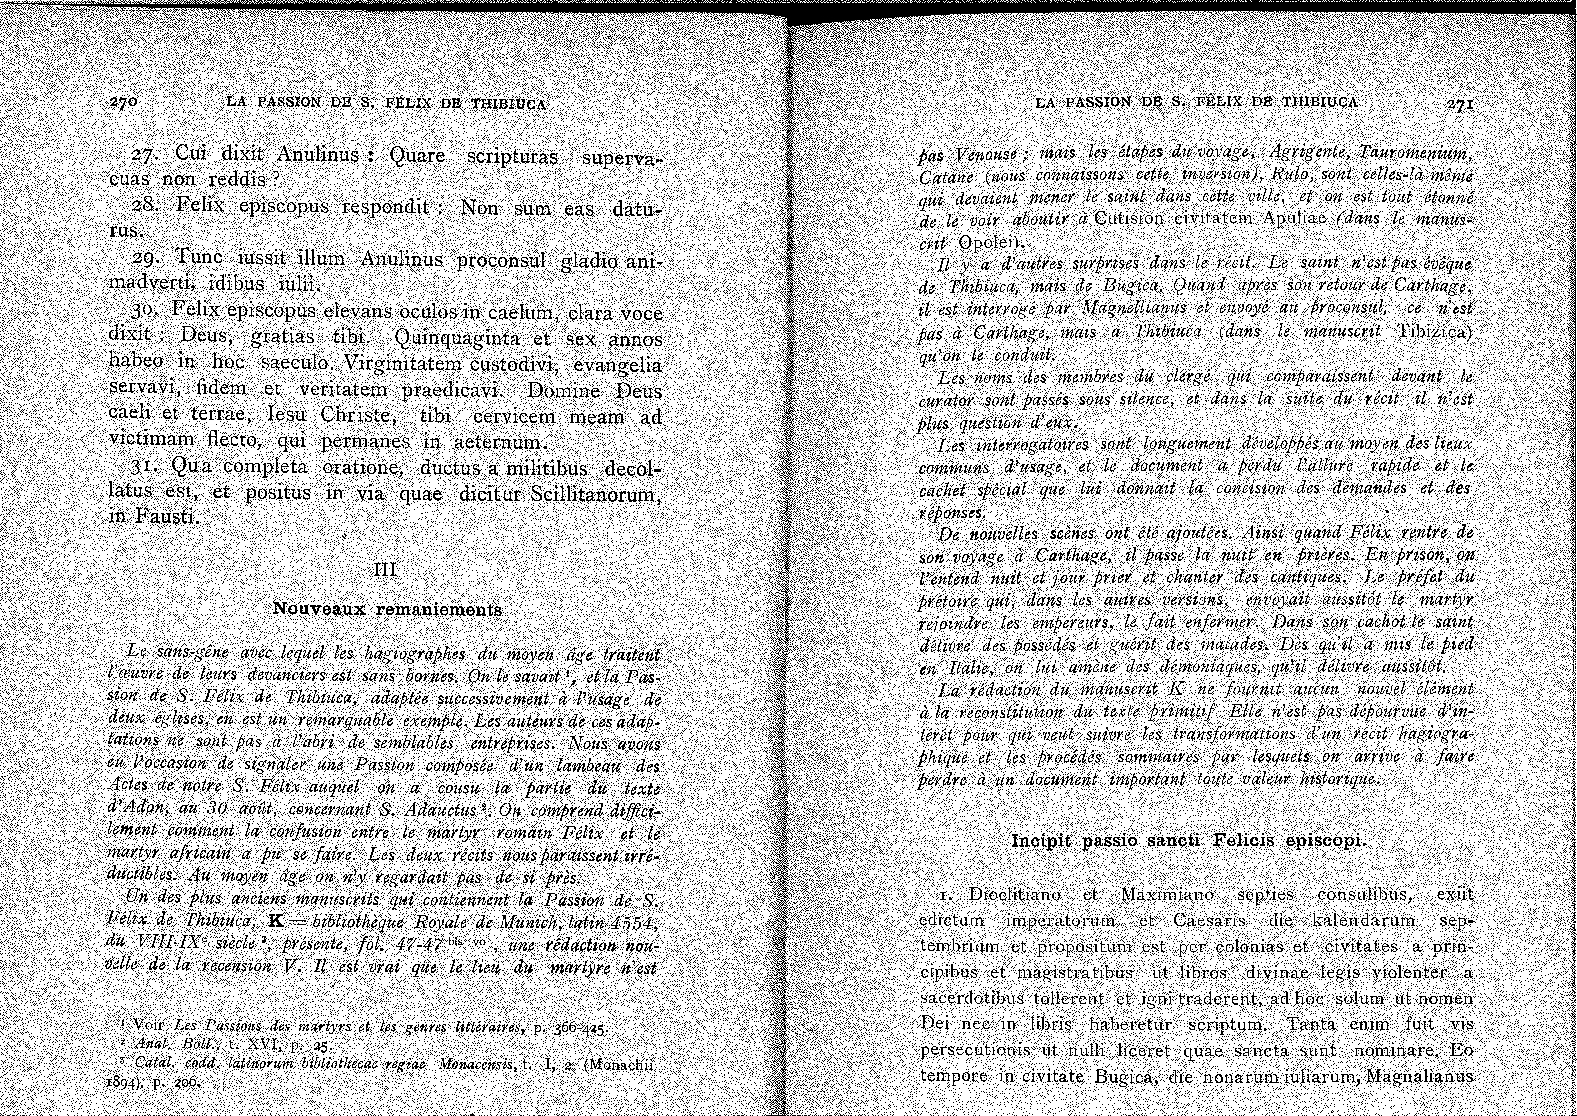 270 LA PASSION DE S. FÉLIX DE THIBIUCA
27. Cui dixit Anulinus : Quare scripturas superva-
cuas non reddis ?
28. Felix episcopus respondit : Non sum eas datu-
rus.
29. Tunc iussit illum Anulinus proconsul gladio ani-
madverti, idibus iulii.
30. Felix episcopus elevans oculos in caelum, clara voce
dixit : Deus, gratias tibi. Quinquaginta et sex annos
habeo in hoc saeculo. Virginitatem custodivi, evangelia
servavi, fidem et veritatem praedicavi. Domine Deus
caeli et terrae, Iesu Christe, tibi cervicem meam ad
victimam flecto, qui permanes in aeternum.
31. Qua completa oratione, ductus a militibus decol-
latus est, et positus in via quae dicitur Scillitanorum,
in Fausti.
III
Nouveaux remaniements
Le sans-gêne avec lequel les hagiographes du moyen âge traitent
l'œuvre de leurs devanciers est sans bornes. On le savait ¹, et la Pas-
sion de S. Félix de Thibiuca, adaptée successivement à l'usage de
deux églises, en est un remarquable exemple. Les auteurs de ces adap-
tations ne sont pas à l'abri de semblables entreprises. Nous avons
eu l'occasion de signaler une Passion composée d'un lambeau des
Actes de notre S. Félix auquel on a cousu la partie du texte
d'Adon, au 30 août, concernant S. Adauctus ². On comprend diffici-
lement comment la confusion entre le martyr romain Félix et le
martyr africain a pu se faire. Les deux récits nous paraissent irré-
ductibles. Au moyen âge on n'y regardait pas de si près.
Un des plus anciens manuscrits qui contiennent la Passion de S.
Félix de Thibiuca, K = bibliothèque Royale de Munich, latin 4554,
du VIII-IXe siècle ³, présente, fol. 47-47 bis vo, une rédaction nou-
velle de la recension V. Il est vrai que le lieu du martyre n'est
¹ Voir Les Passions des martyrs et les genres littéraires, p. 366-425.
² Anal. Boll., t. XVI, p. 25.
³ Catal. codd. latinorum bibliothecae regiae Monacensis, t. I, 2 (Monachii
1894), p. 200.
LA PASSION DE S. FÉLIX DE THIBIUCA 271
pas Venouse ; mais les étapes du voyage, Agrigente, Tauromenium,
Catane (nous connaissons cette inversion), Rulo, sont celles-là même
qui devaient mener le saint dans cette ville, et on est tout étonné
de le voir aboutir à Cutision civitatem Apuliae (dans le manus-
crit Opolei).
Il y a d'autres surprises dans le récit. Le saint n'est pas évêque
de Thibiuca, mais de Bugica. Quand après son retour de Carthage,
il est interrogé par Magnellianus et envoyé au proconsul, ce n'est
pas à Carthage, mais à Thibiuca (dans le manuscrit Tibizica)
qu'on le conduit.
Les noms des membres du clergé qui comparaissent devant le
curator sont passés sous silence, et dans la suite du récit il n'est
plus question d'eux.
Les interrogatoires sont longuement développés au moyen des lieux
communs d'usage, et le document a perdu l'allure rapide et le
cachet spécial que lui donnait la concision des demandes et des
réponses.
De nouvelles scènes ont été ajoutées. Ainsi quand Félix rentre de
son voyage à Carthage, il passe la nuit en prières. En prison, on
l'entend nuit et jour prier et chanter des cantiques. Le préfet du
prétoire qui, dans les autres versions, envoyait aussitôt le martyr
rejoindre les empereurs, le fait enfermer. Dans son cachot le saint
délivre des possédés et guérit des malades. Dès qu'il a mis le pied
en Italie, on lui amène des démoniaques, qu'il délivre aussitôt.
La rédaction du manuscrit K ne fournit aucun nouvel élément
à la reconstitution du texte primitif. Elle n'est pas dépourvue d'in-
térêt pour qui veut suivre les transformations d'un récit hagiogra-
phique et les procédés sommaires par lesquels on arrive à faire
perdre à un document important toute valeur historique.
Incipit passio sancti Felicis episcopi.
1. Dioclitiano et Maximiano septies consulibus, exiit
edictum imperatorum et Caesaris die kalendarum sep-
tembrium et propositum est per colonias et civitates a prin-
cipibus et magistratibus ut libros divinae legis violenter a
sacerdotibus tollerent et igni traderent, ad hoc solum ut nomen
Dei nec in libris haberetur scriptum. Tanta enim fuit vis
persecutionis ut nulli liceret quae sancta sunt nominare. Eo
tempore in civitate Bugica, die nonarum iuliarum, Magnalianus